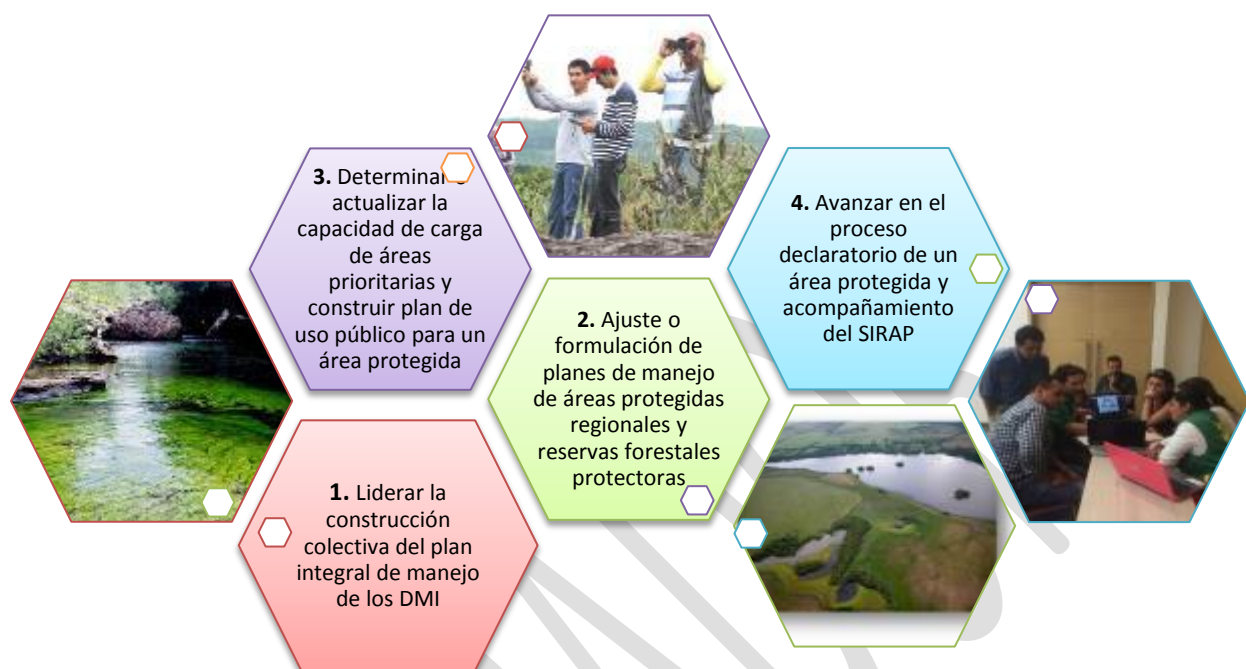 1. Liderar la
construcción
colectiva del plan
integral de manejo
de los DMI
2. Ajuste o
formulación de
planes de manejo
de áreas protegidas
regionales y
reservas forestales
protectoras
3. Determinar
actualizar la
capacidad de carga
de áreas
prioritarias y
construir plan de
uso público para un
área protegida
4. Avanzar en el
proceso
declaratorio de un
área protegida y
acompañamiento
del SIRAP